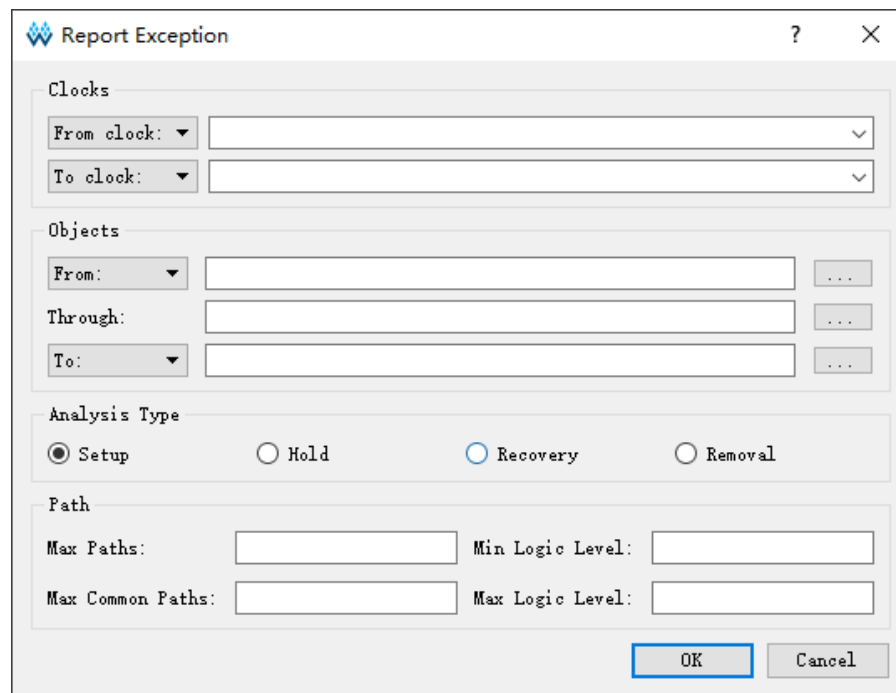 Report Exception ?
Clocks
From clock:
To clock:
Objects
From: ...
Through: ...
To: ...
Analysis Type
Setup Hold Recovery Removal
Path
Max Paths: Min Logic Level:
Max Common Paths: Max Logic Level:
OK Cancel